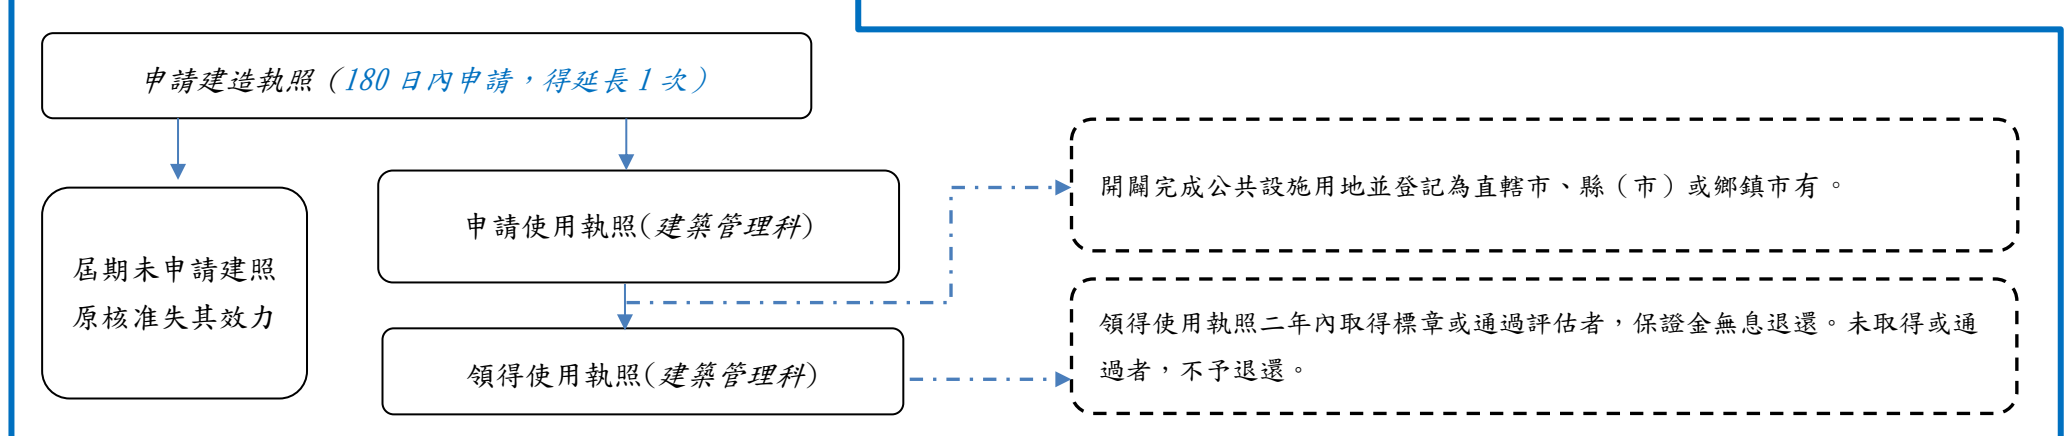 申請建造執照（180 日內申請，得延長 1 次）
開闢完成公共設施用地並登記為直轄市、縣（市）或鄉鎮市有。
申請使用執照(建築管理科)
屆期未申請建照
原核准失其效力
領得使用執照二年內取得標章或通過評估者，保證金無息退還。未取得或通
過者，不予退還。
領得使用執照(建築管理科)